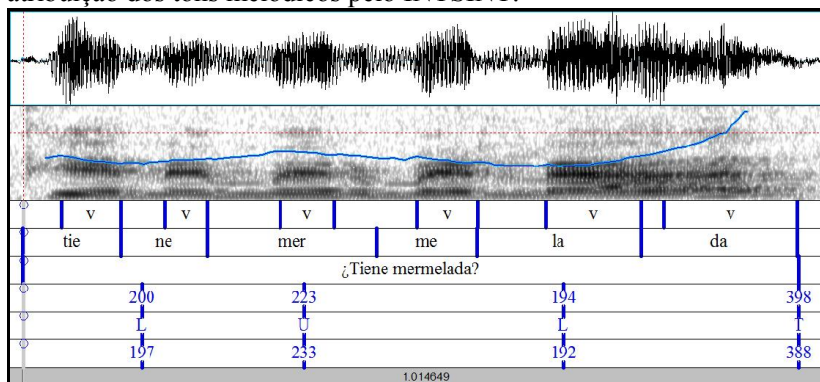 atribuição dos tons melódicos pelo INTSINT.
v v v v v v
tie ne mer me la da
¿Tiene mermelada?
200 223 194 398
L U L T
197 233 192 388
1.014649